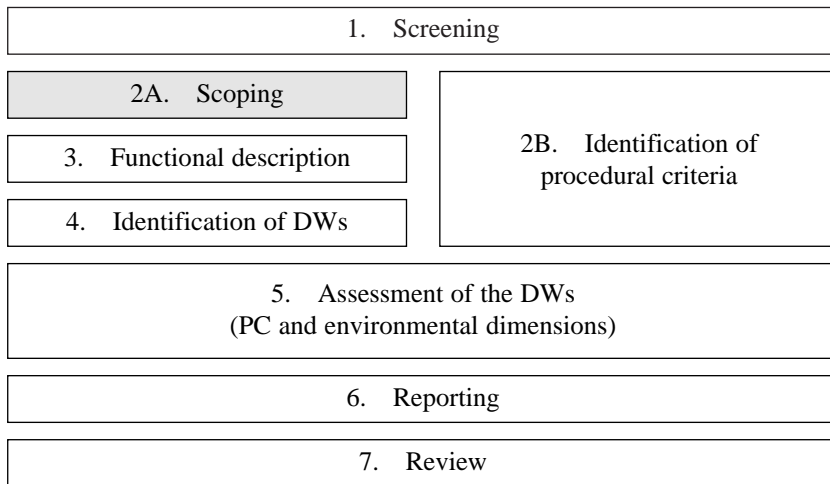 1. Screening
2A. Scoping
3. Functional description
4. Identification of DWs
2B. Identification of
procedural criteria
5. Assessment of the DWs
(PC and environmental dimensions)
6. Reporting
7. Review